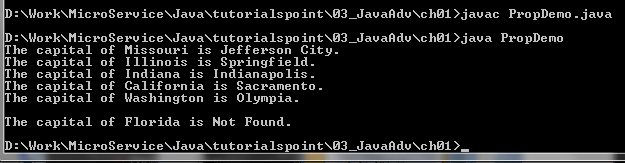 D:\Work\MicroService\Java\tutorialspoint\03_JavaAdv\ch01>javac PropDemo.java
D:\Work\MicroService\Java\tutorialspoint\03_JavaAdv\ch01>java PropDemo
The capital of Missouri is Jefferson City.
The capital of Illinois is Springfield.
The capital of Indiana is Indianapolis.
The capital of California is Sacramento.
The capital of Washington is Olympia.
The capital of Florida is Not Found.
D:\Work\MicroService\Java\tutorialspoint\03_JavaAdv\ch01>_